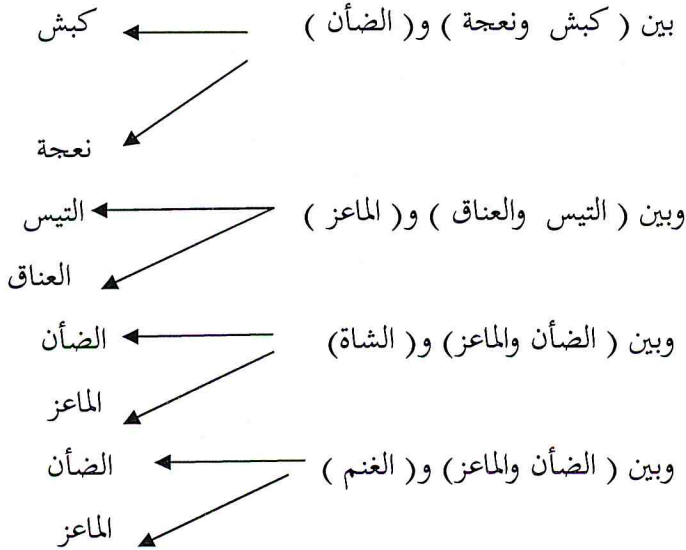 بين ( كبش ونعجة ) و( الضأن ) كبش
نعجة
وبين ( التيس والعناق ) و( الماعز ) التيس
العناق
وبين ( الضأن والماعز) و( الشاة) الضأن
الماعز
وبين ( الضأن والماعز) و( الغنم ) الضأن
الماعز